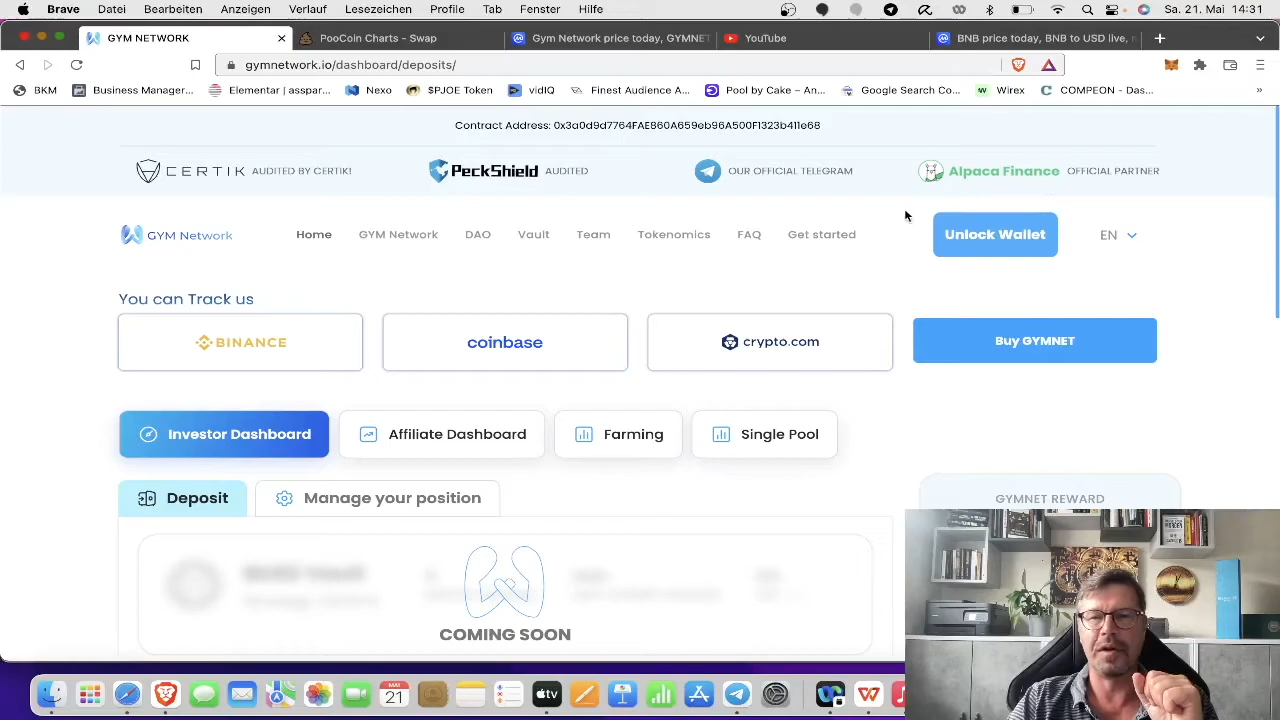 Brave Datei Bearbeiten Anzeigen Verlauf Lesezeichen Profile Tab Fenster Hilfe Sa. 21. Mai 14:31
GYM NETWORK PooCoin Charts - Swap Gym Network price today, GYMNET YouTube BNB price today, BNB to USD live,
gymnetwork.io/dashboard/deposits/
BKM Business Manager... Elementar | asspar... Nexo $PJOE Token vidIQ Finest Audience A... Pool by Cake – An... Google Search Co... Wirex COMPEON - Das... »
Contract Address: 0x3a0d9d7764FAE860A659eb96A500F1323b411e68
CERTIK AUDITED BY CERTIK! PeckShield AUDITED OUR OFFICIAL TELEGRAM Alpaca Finance OFFICIAL PARTNER
GYM Network Home GYM Network DAO Vault Team Tokenomics FAQ Get started Unlock Wallet EN
You can Track us
BINANCE coinbase crypto.com Buy GYMNET
Investor Dashboard Affiliate Dashboard Farming Single Pool
Deposit Manage your position
GYMNET REWARD
COMING SOON
MAI
21
tv